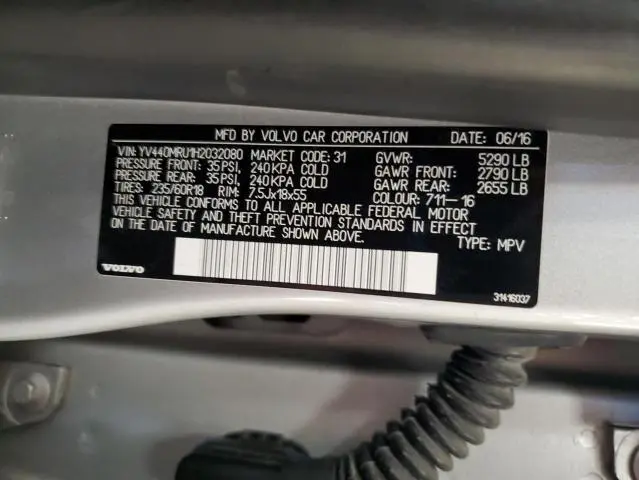 MFD BY VOLVO CAR CORPORATION DATE: 06/16
VIN: YV440MRU1H2032080 MARKET CODE: 31 GVWR: 5290 LB
PRESSURE FRONT: 35 PSI, 240 KPA COLD GAWR FRONT: 2790 LB
PRESSURE REAR: 35 PSI, 240 KPA COLD GAWR REAR: 2655 LB
TIRES: 235/60R18 RIM: 7.5Jx18x55 COLOUR: 711-16
THIS VEHICLE CONFORMS TO ALL APPLICABLE FEDERAL MOTOR
VEHICLE SAFETY AND THEFT PREVENTION STANDARDS IN EFFECT
ON THE DATE OF MANUFACTURE SHOWN ABOVE. TYPE: MPV
VOLVO 31416037